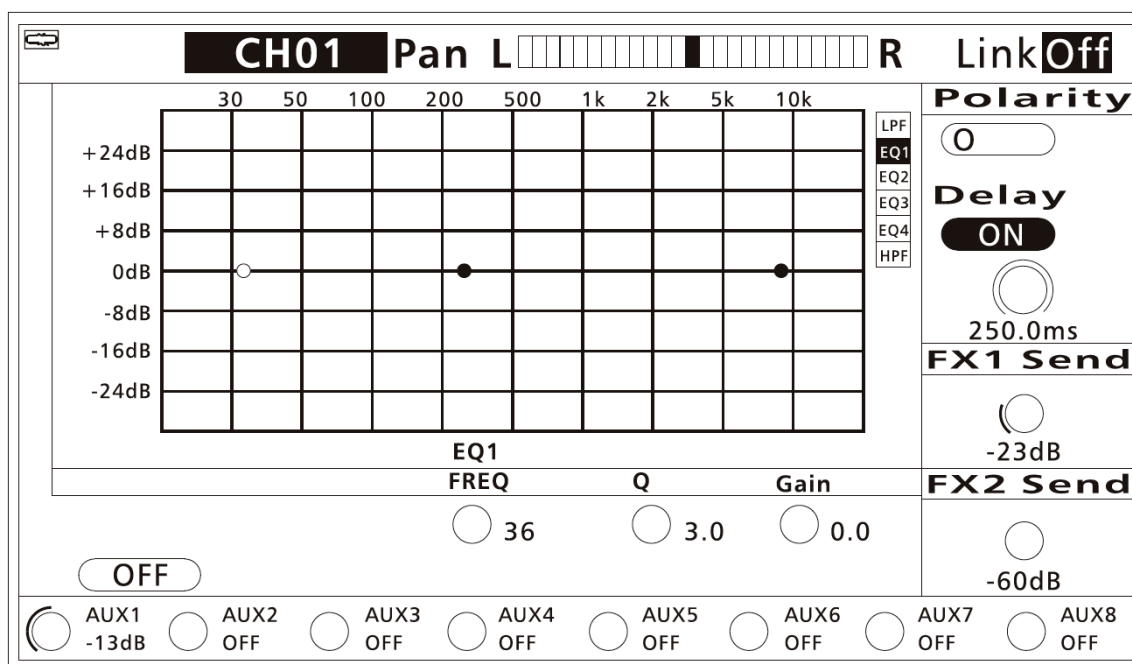 CH01 Pan L R Link Off
30 50 100 200 500 1k 2k 5k 10k
+24dB
+16dB
+8dB
0dB
-8dB
-16dB
-24dB
LPF
EQ1
EQ2
EQ3
EQ4
HPF
EQ1
FREQ Q Gain
36 3.0 0.0
OFF
Polarity
O
Delay
ON
250.0ms
FX1 Send
-23dB
FX2 Send
-60dB
AUX1 AUX2 AUX3 AUX4 AUX5 AUX6 AUX7 AUX8
-13dB OFF OFF OFF OFF OFF OFF OFF